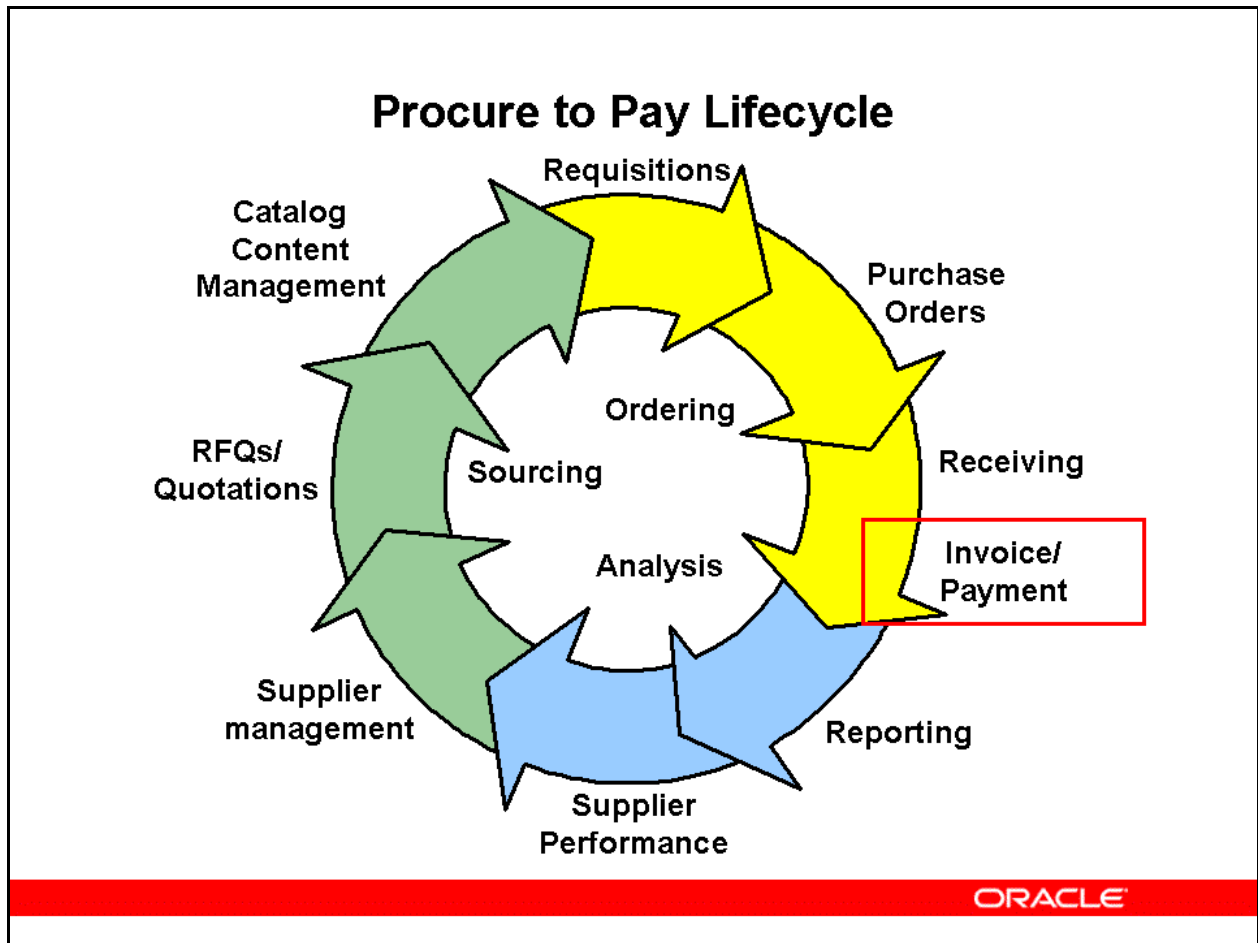 Procure to Pay Lifecycle
Requisitions
Catalog
Content
Management
Purchase
Orders
Ordering
RFQs/
Quotations
Sourcing
Receiving
Analysis
Invoice/
Payment
Supplier
management
Reporting
Supplier
Performance
ORACLE